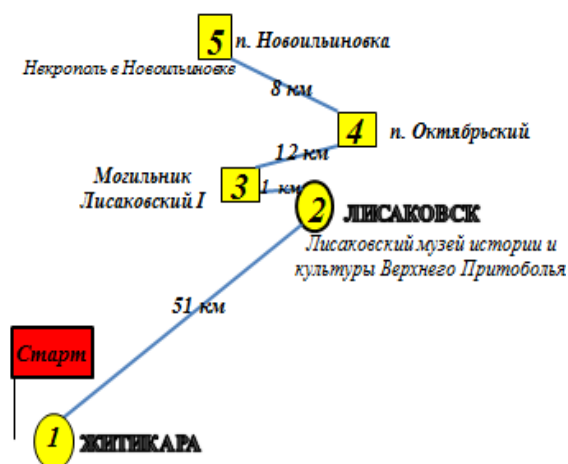 5 п. Новоильиновка
Некрополь в Новоильиновке
8 км
4 п. Октябрьский
12 км
Могильник
Лисаковский I
3
1 км
2 ЛИСАКОВСК
Лисаковский музей истории и
культуры Верхнего Притоболья
51 км
Старт
1 ЖИТИКАРА